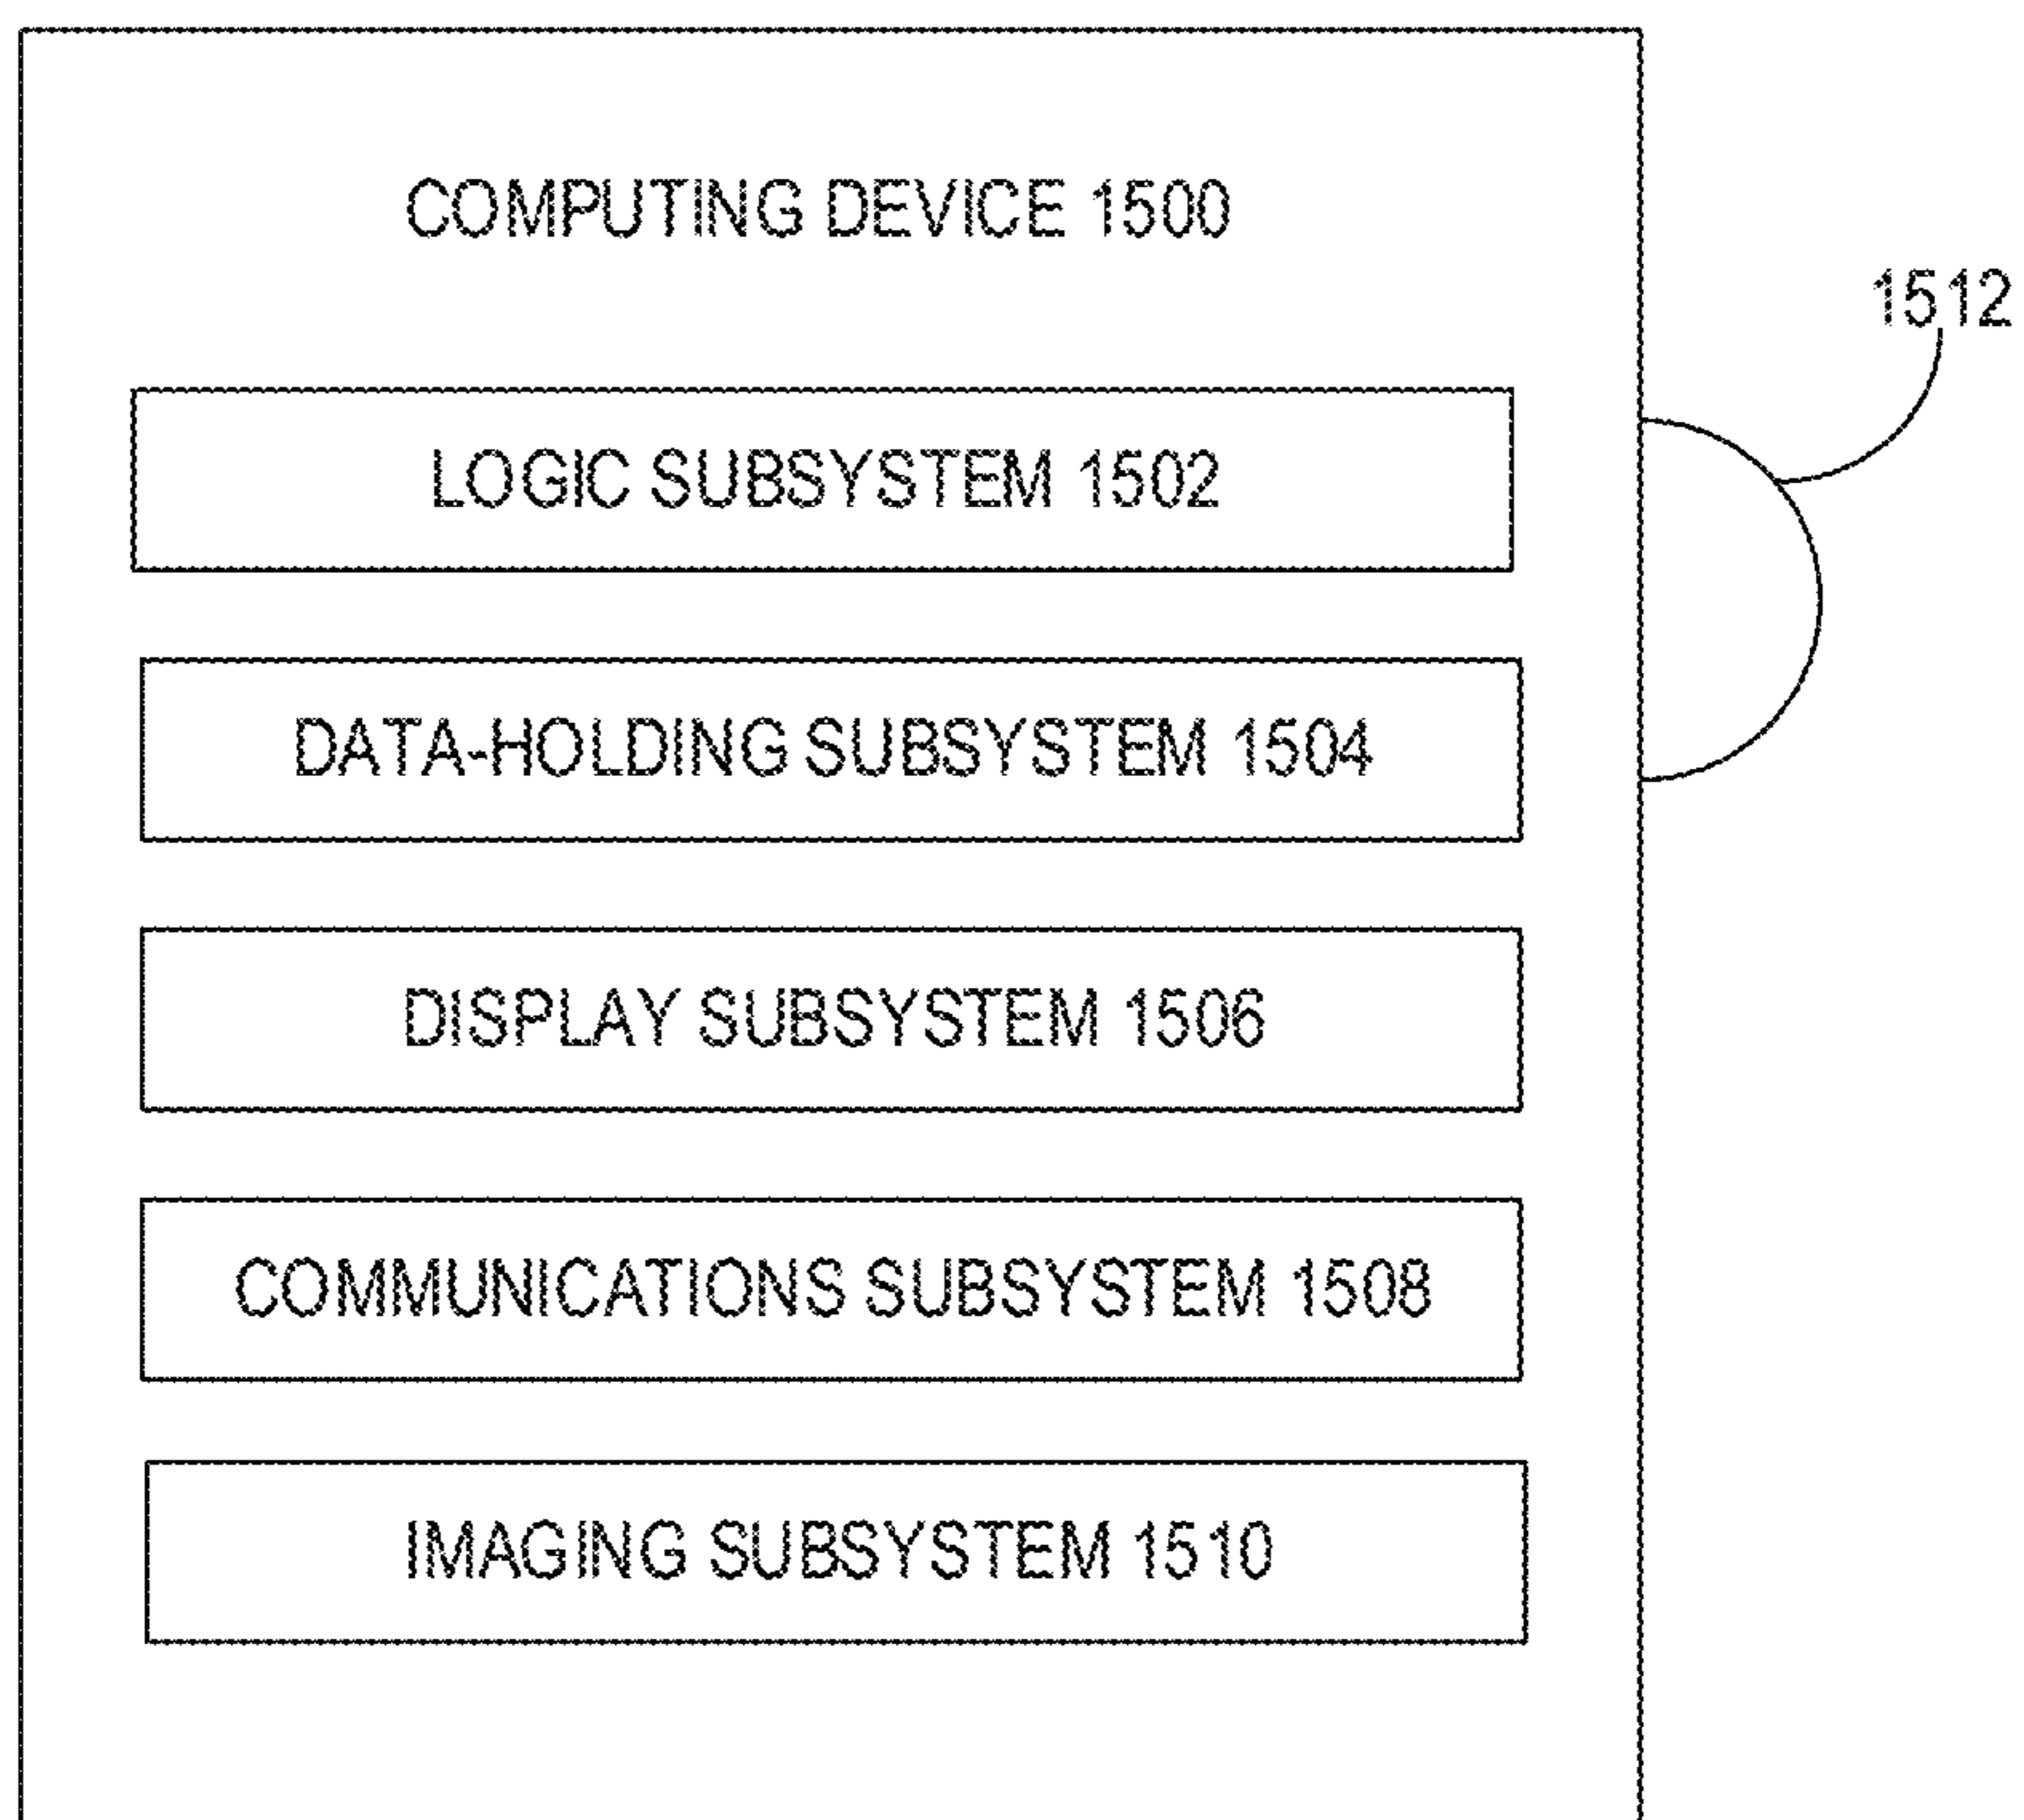 COMPUTING DEVICE 1500
1512
LOGIC SUBSYSTEM 1502
DATA-HOLDING SUBSYSTEM 1504
DISPLAY SUBSYSTEM 1506
COMMUNICATIONS SUBSYSTEM 1508
IMAGING SUBSYSTEM 1510